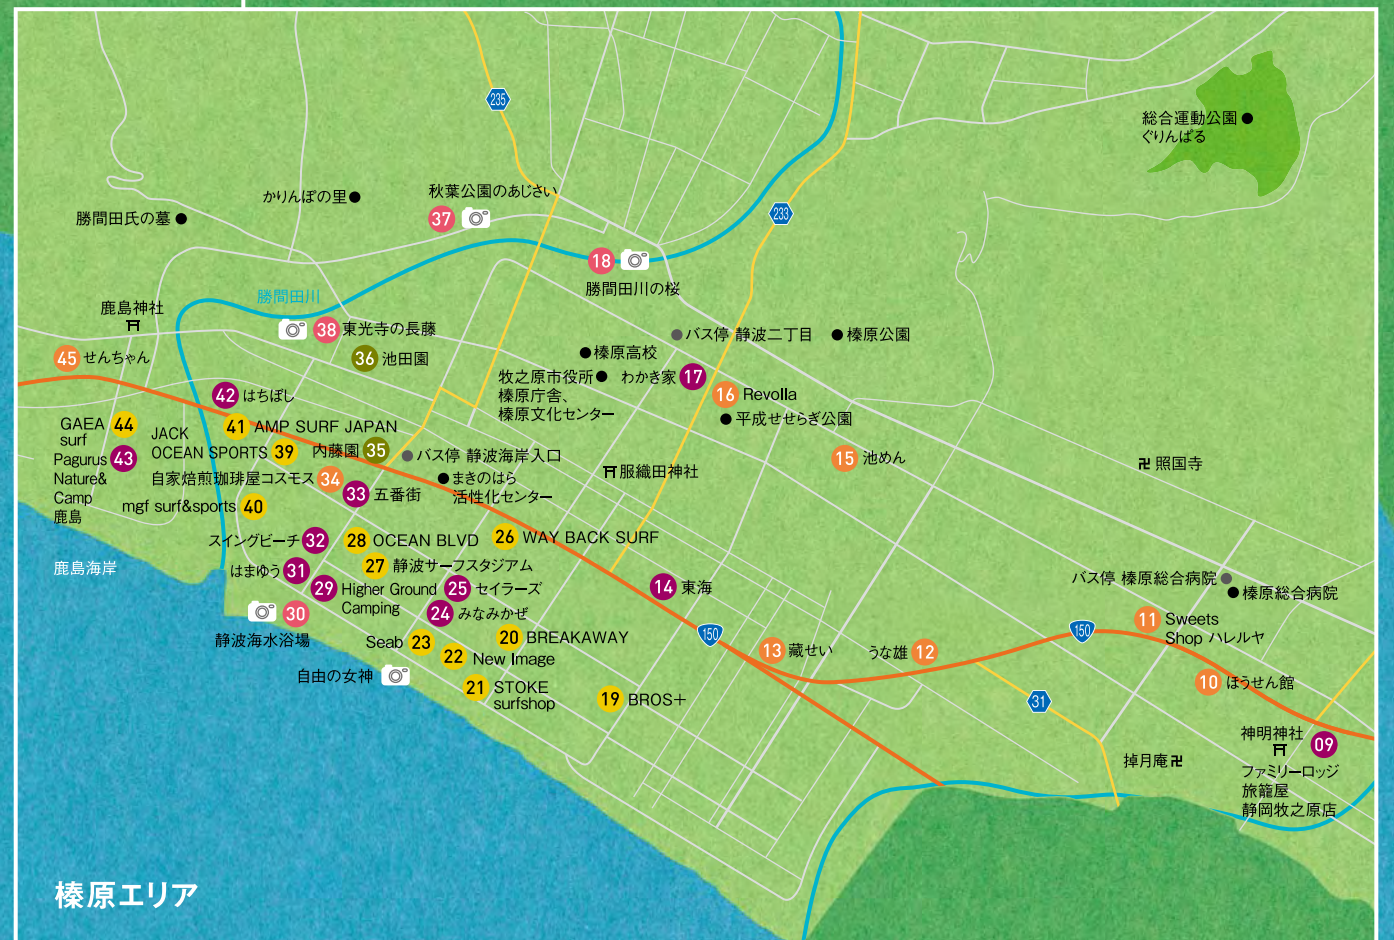 235
総合運動公園
ぐりんぱる
かりんぽの里
秋葉公園のあじさい
37
勝間田氏の墓
233
18
勝間田川の桜
勝間田川
鹿島神社
38 東光寺の長藤
バス停 静波二丁目
榛原公園
45 せんちゃん
36 池田園
榛原高校
牧之原市役所
榛原庁舎、
榛原文化センター
わかき家 17
16 Revolla
42 はちぼし
平成せせらぎ公園
GAEA 44
surf
41 AMP SURF JAPAN
JACK
OCEAN SPORTS 39
内藤園 35
バス停 静波海岸入口
Pagurus 43
Nature&
Camp
鹿島
自家焙煎珈琲屋コスモス 34
33 五番街
まきのはら
活性化センター
服織田神社
15 池めん
卍 照国寺
mgf surf&sports 40
スイングビーチ 32
28 OCEAN BLVD
26 WAY BACK SURF
鹿島海岸
はまゆう 31
27 静波サーフスタジアム
29 Higher Ground
Camping
25 セイラーズ
14 東海
バス停 榛原総合病院
榛原総合病院
30
静波海水浴場
24 みなみかぜ
11 Sweets
Shop ハレルヤ
Seab 23
20 BREAKAWAY
150
150
22 New Image
13 藏せい
うな雄 12
自由の女神
21 STOKE
surfshop
19 BROS+
31
10 ほうせん館
神明神社
09
掉月庵卍
ファミリーロッジ
旅籠屋
静岡牧之原店
榛原エリア